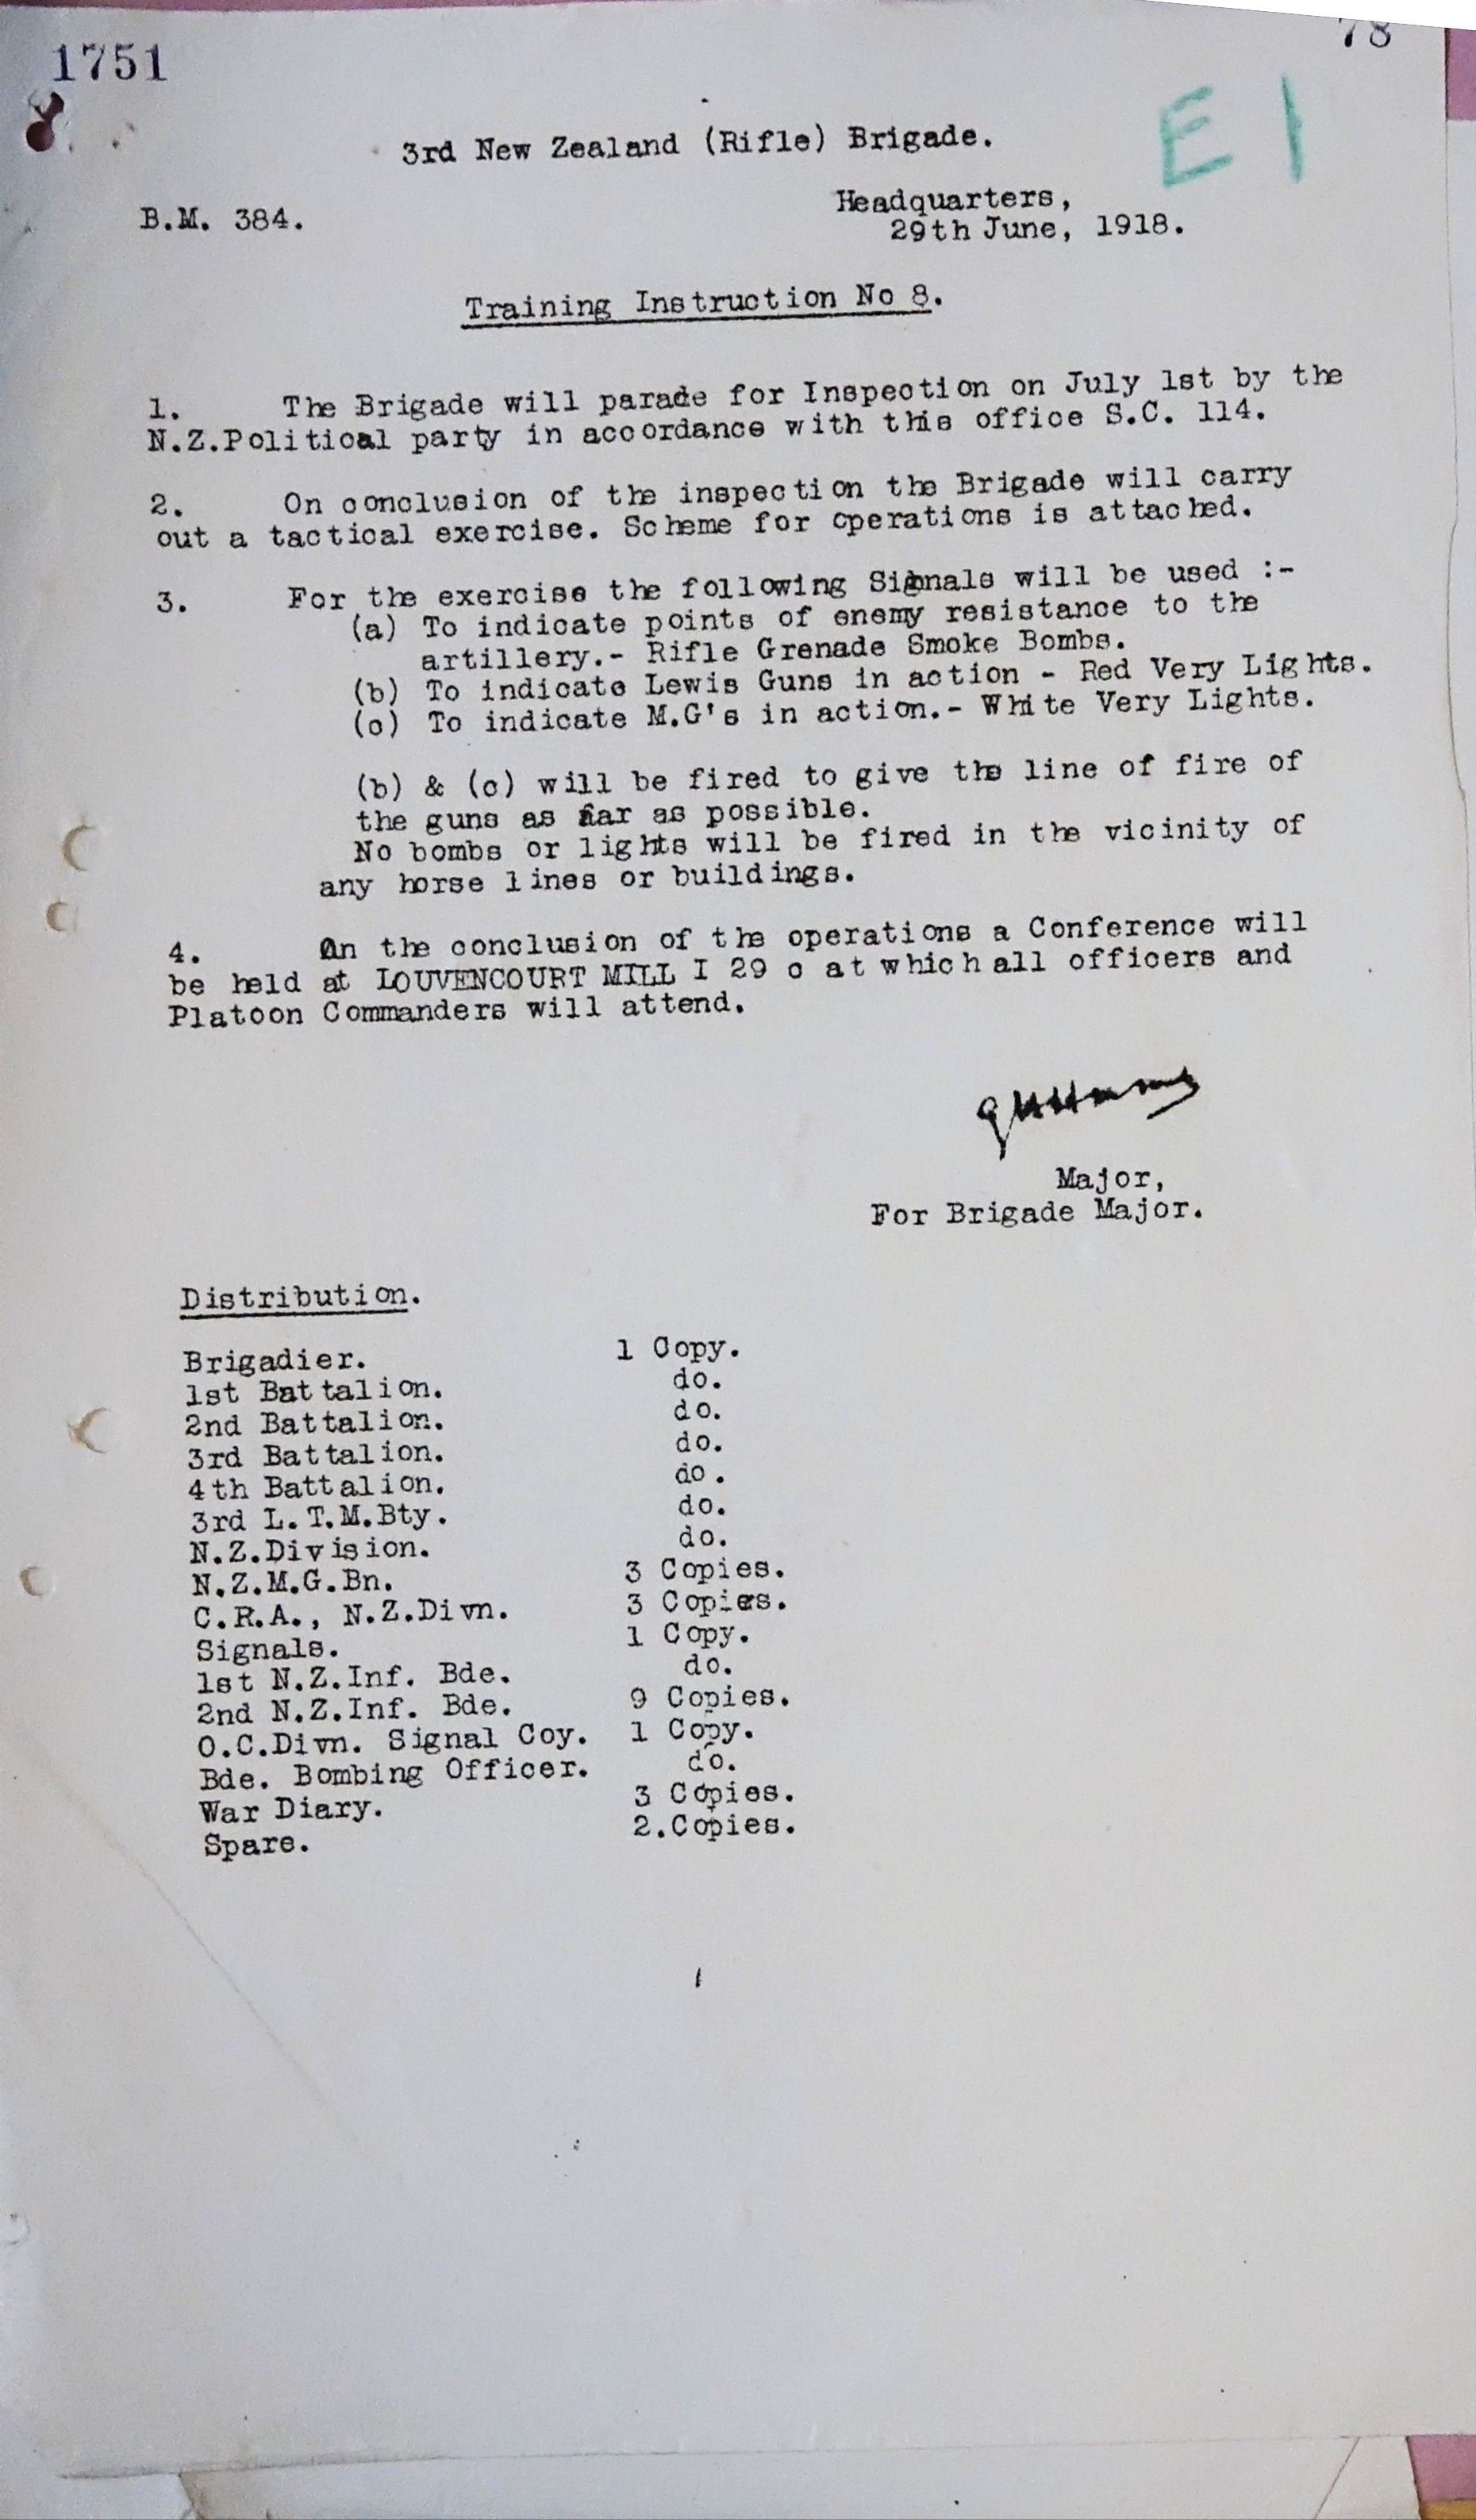 1751
78
E 1
3rd New Zealand (Rifle) Brigade.
Headquarters,
B.M. 384.
29th June, 1918.
Training Instruction No 8.
1. The Brigade will parade for Inspection on July 1st by the
N.Z.Political party in accordance with this office S.C. 114.
2. On conclusion of the inspection the Brigade will carry
out a tactical exercise. Scheme for operations is attached.
3. For the exercise the following Signals will be used :-
(a) To indicate points of enemy resistance to the
artillery.- Rifle Grenade Smoke Bombs.
(b) To indicate Lewis Guns in action - Red Very Lights.
(c) To indicate M.G's in action.- White Very Lights.
(b) & (c) will be fired to give the line of fire of
the guns as far as possible.
No bombs or lights will be fired in the vicinity of
any horse lines or buildings.
4. On the conclusion of the operations a Conference will
be held at LOUVENCOURT MILL I 29 c at which all officers and
Platoon Commanders will attend.
Major,
For Brigade Major.
Distribution.
Brigadier. 1 Copy.
1st Battalion. do.
2nd Battalion. do.
3rd Battalion. do.
4th Battalion. do.
3rd L.T.M.Bty. do.
N.Z.Division. do.
N.Z.M.G.Bn. 3 Copies.
C.R.A., N.Z.Divn. 3 Copies.
Signals. 1 Copy.
1st N.Z.Inf. Bde. do.
2nd N.Z.Inf. Bde. 9 Copies.
O.C.Divn. Signal Coy. 1 Copy.
Bde. Bombing Officer. do.
War Diary. 3 Copies.
Spare. 2.Copies.